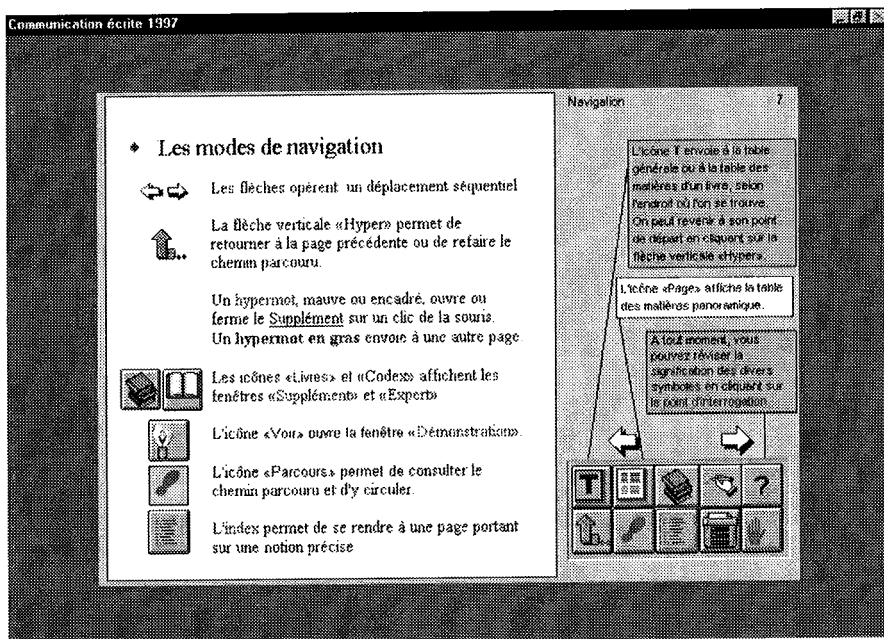 Communication écrite 1997
Navigation 7
Les modes de navigation
Les flèches opèrent un déplacement séquentiel
La flèche verticale «Hyper» permet de
retourner à la page précédente ou de refaire le
chemin parcouru.
Un hypermot, mauve ou encadré, ouvre ou
ferme le Supplément sur un clic de la souris.
Un hypermot en gras envoie à une autre page
Les icônes «Livres» et «Codex» affichent les
fenêtres «Supplément» et «Expert»
L'icône «Voir» ouvre la fenêtre «Démonstration».
L'icône «Parcours» permet de consulter le
chemin parcouru et d'y circuler.
L'index permet de se rendre à une page portant
sur une notion précise
L'icône T envoie à la table
générale ou à la table des
matières d'un livre, selon
l'endroit où l'on se trouve.
On peut revenir à son point
de départ en cliquant sur la
flèche verticale «Hyper».
L'icône «Page» affiche la table
des matières panoramique.
A tout moment, vous
pouvez réviser la
signification des divers
symboles en cliquant sur
le point d'interrogation
T ?